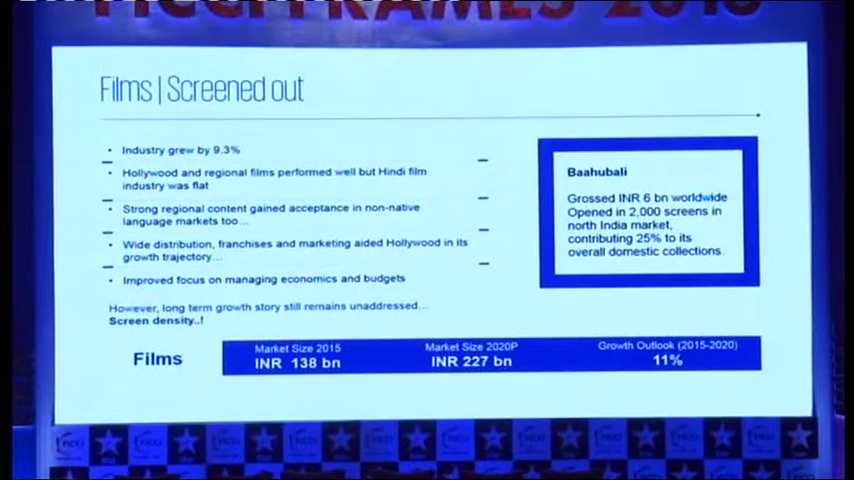 FICCI FRAMES 2016
Films | Screened out
• Industry grew by 9.3%
• Hollywood and regional films performed well but Hindi film
industry was flat
• Strong regional content gained acceptance in non-native
language markets too…
• Wide distribution, franchises and marketing aided Hollywood in its
growth trajectory…
• Improved focus on managing economics and budgets
However, long term growth story still remains unaddressed…
Screen density..!
Baahubali
Grossed INR 6 bn worldwide
Opened in 2,000 screens in
north India market,
contributing 25% to its
overall domestic collections.
Films
Market Size 2015
INR 138 bn
Market Size 2020P
INR 227 bn
Growth Outlook (2015-2020)
11%
FICCI